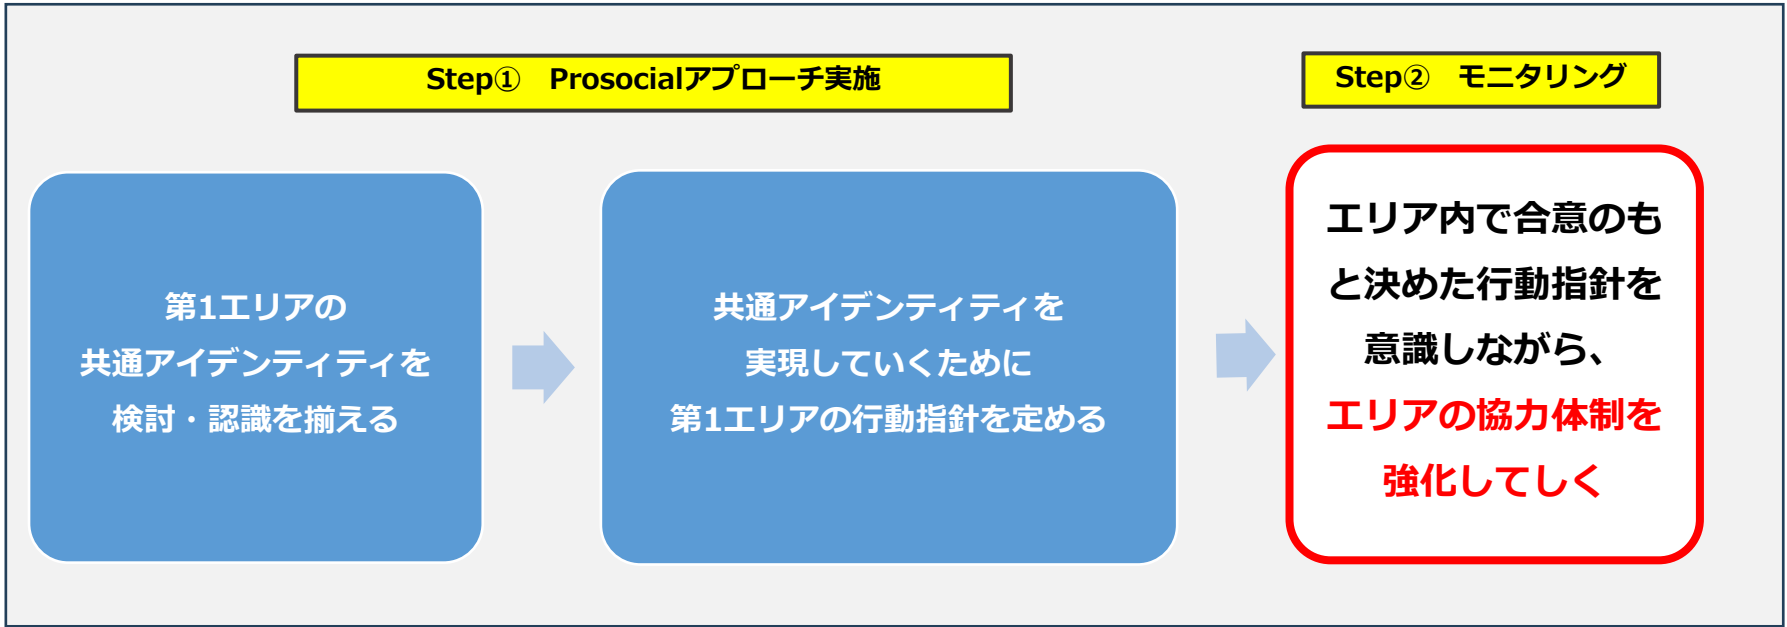 Step① Prosocialアプローチ実施
Step② モニタリング
第1エリアの
共通アイデンティティを
検討・認識を揃える
共通アイデンティティを
実現していくために
第1エリアの行動指針を定める
エリア内で合意のも
と決めた行動指針を
意識しながら、
エリアの協力体制を
強化してしく